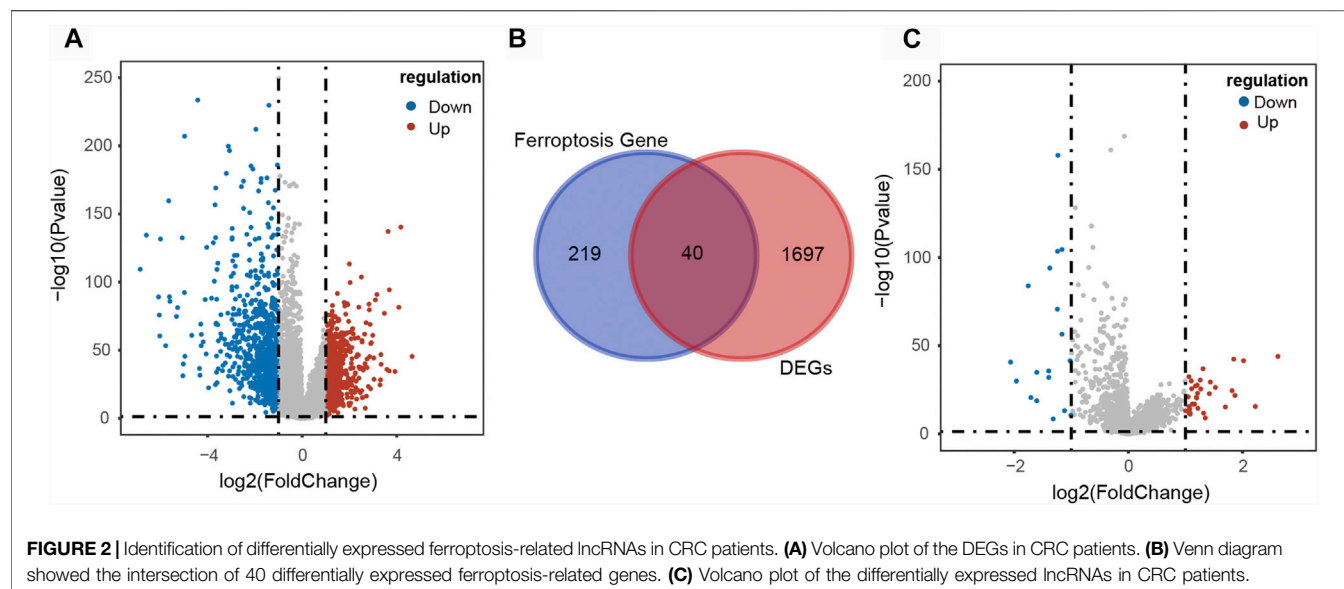 A
250
200
150
100
50
0
−log10(Pvalue)
−4
0
4
log2(FoldChange)
regulation
Down
Up
B
Ferroptosis Gene
219
40
1697
DEGs
C
200
150
100
50
0
−log10(Pvalue)
−2
0
2
log2(FoldChange)
regulation
Down
Up
FIGURE 2 | Identification of differentially expressed ferroptosis-related lncRNAs in CRC patients. (A) Volcano plot of the DEGs in CRC patients. (B) Venn diagram
showed the intersection of 40 differentially expressed ferroptosis-related genes. (C) Volcano plot of the differentially expressed lncRNAs in CRC patients.